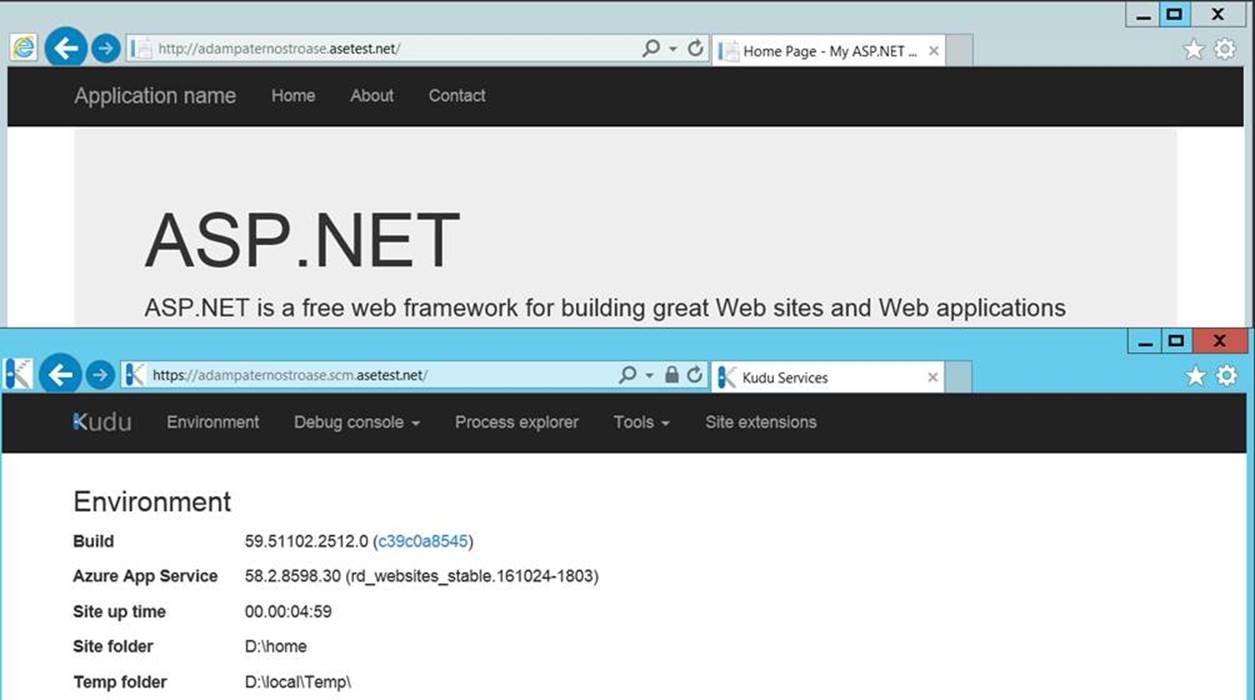 http://adampaternostroase.asetest.net/
Home Page - My ASP.NET ...
Application name Home About Contact
ASP.NET
ASP.NET is a free web framework for building great Web sites and Web applications
https://adampaternostroase.scm.asetest.net/
Kudu Services
Kudu Environment Debug console Process explorer Tools Site extensions
Environment
Build 59.51102.2512.0 (c39c0a8545)
Azure App Service 58.2.8598.30 (rd_websites_stable.161024-1803)
Site up time 00.00:04:59
Site folder D:\home
Temp folder D:\local\Temp\